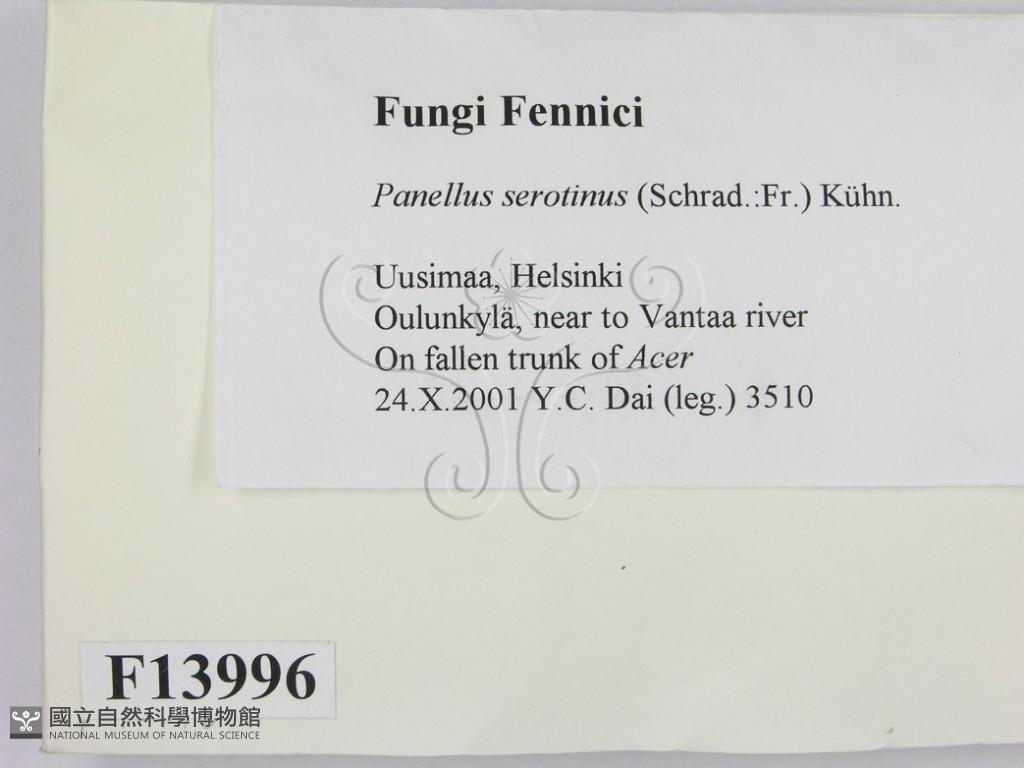 Fungi Fennici
Panellus serotinus (Schrad.:Fr.) Kühn.
Uusimaa, Helsinki
Oulunkylä, near to Vantaa river
On fallen trunk of Acer
24.X.2001 Y.C. Dai (leg.) 3510
F13996
國立自然科學博物館
NATIONAL MUSEUM OF NATURAL SCIENCE